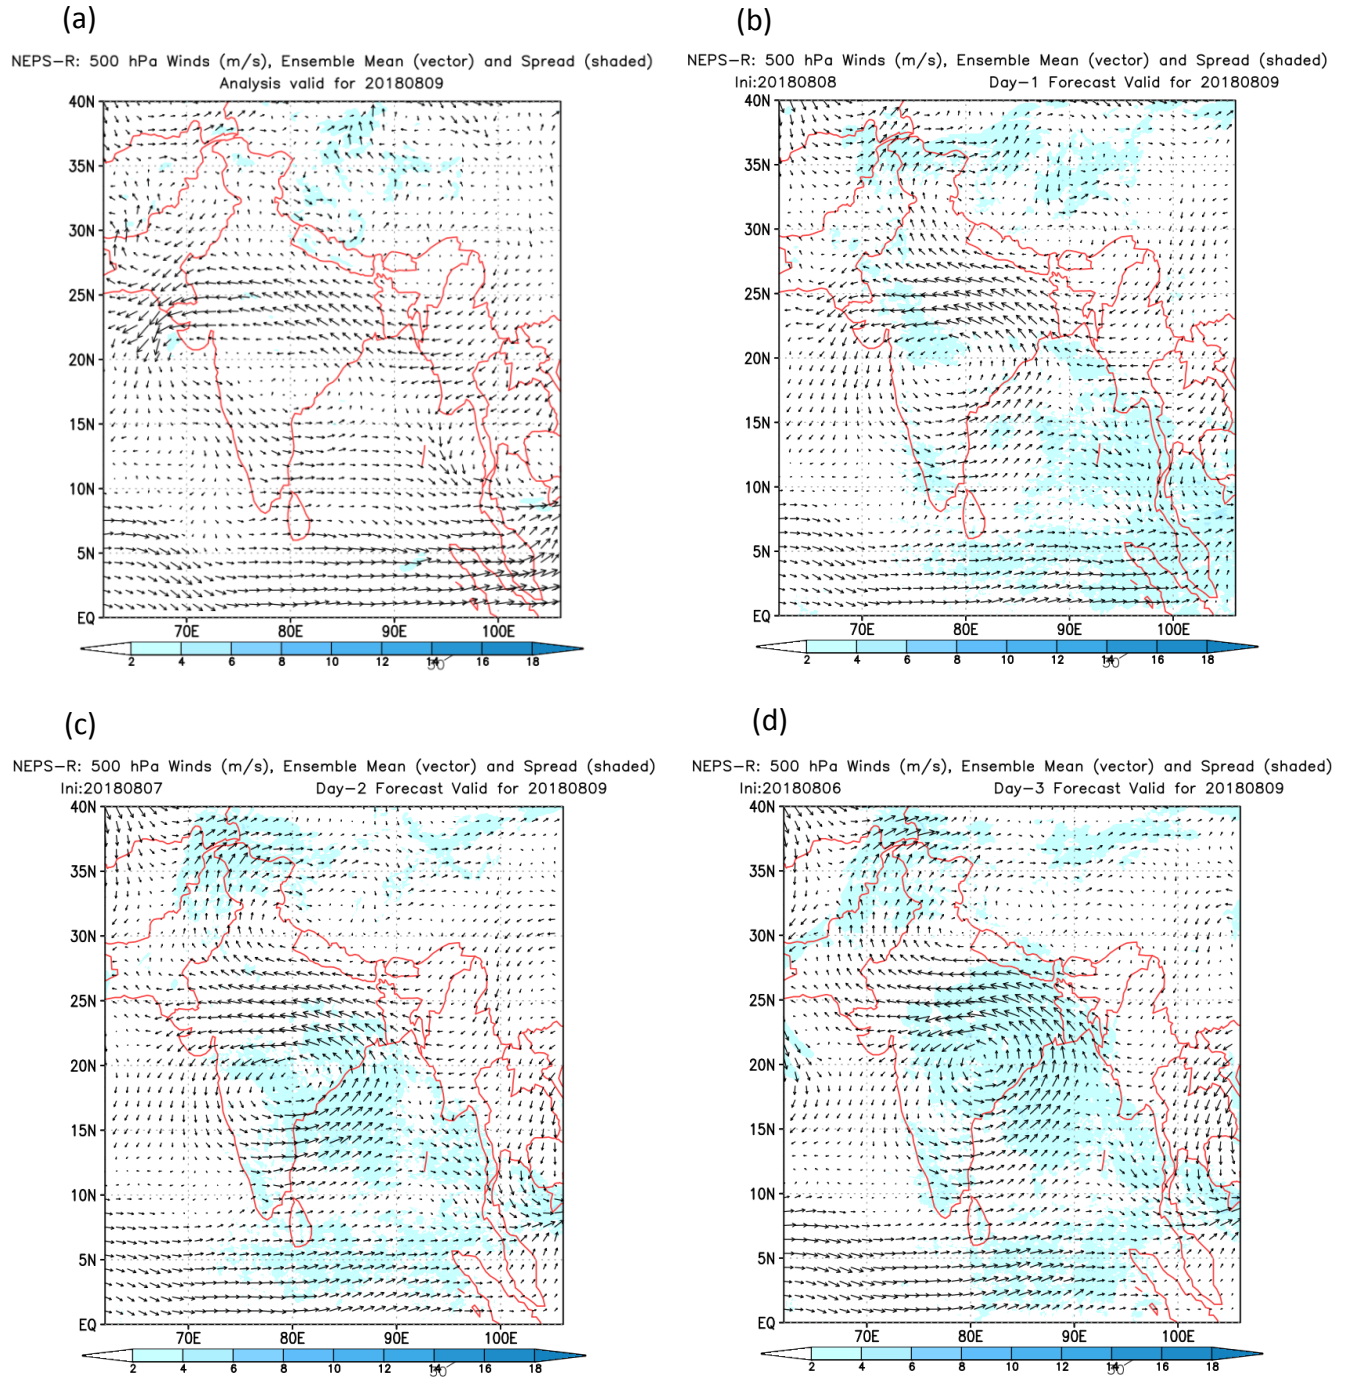 (a)
NEPS-R: 500 hPa Winds (m/s), Ensemble Mean (vector) and Spread (shaded)
Analysis valid for 20180809
40N
35N
30N
25N
20N
15N
10N
5N
EQ
70E 80E 90E 100E
2 4 6 8 10 12 14 16 18
30
(b)
NEPS-R: 500 hPa Winds (m/s), Ensemble Mean (vector) and Spread (shaded)
Ini:20180808 Day-1 Forecast Valid for 20180809
40N
35N
30N
25N
20N
15N
10N
5N
EQ
70E 80E 90E 100E
2 4 6 8 10 12 14 16 18
30
(c)
NEPS-R: 500 hPa Winds (m/s), Ensemble Mean (vector) and Spread (shaded)
Ini:20180807 Day-2 Forecast Valid for 20180809
40N
35N
30N
25N
20N
15N
10N
5N
EQ
70E 80E 90E 100E
2 4 6 8 10 12 14 16 18
30
(d)
NEPS-R: 500 hPa Winds (m/s), Ensemble Mean (vector) and Spread (shaded)
Ini:20180806 Day-3 Forecast Valid for 20180809
40N
35N
30N
25N
20N
15N
10N
5N
EQ
70E 80E 90E 100E
2 4 6 8 10 12 14 16 18
30